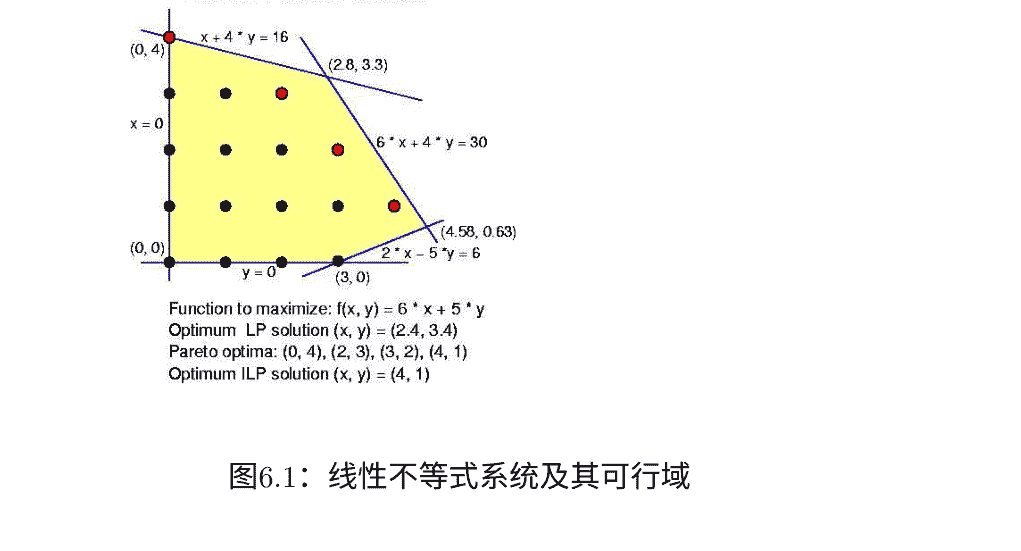 x + 4 * y = 16
(0, 4)
(2.8, 3.3)
x = 0
6 * x + 4 * y = 30
(0, 0)
(4.58, 0.63)
2 * x – 5 *y = 6
y = 0
(3, 0)
Function to maximize: f(x, y) = 6 * x + 5 * y
Optimum LP solution (x, y) = (2.4, 3.4)
Pareto optima: (0, 4), (2, 3), (3, 2), (4, 1)
Optimum ILP solution (x, y) = (4, 1)
图6.1：线性不等式系统及其可行域